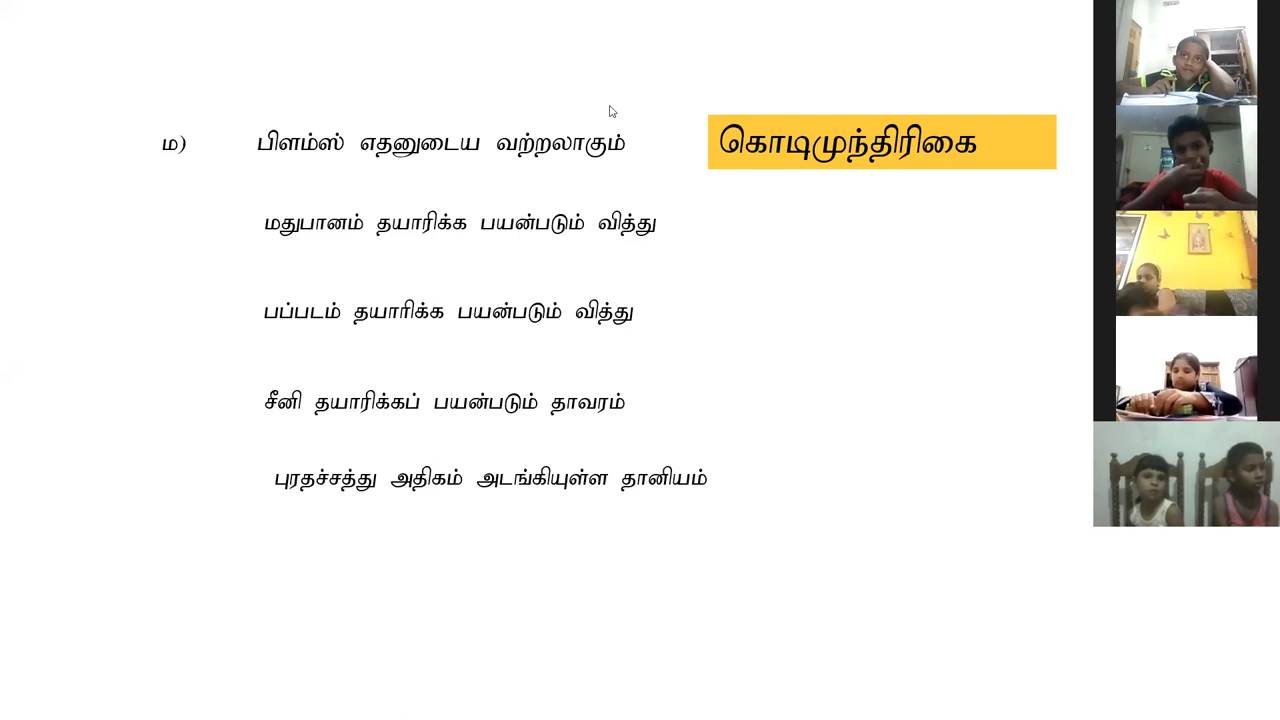 ம) பிளம்ஸ் எதனுடைய வற்றலாகும் கொடிமுந்திரிகை
மதுபானம் தயாரிக்க பயன்படும் வித்து
பப்படம் தயாரிக்க பயன்படும் வித்து
சீனி தயாரிக்கப் பயன்படும் தாவரம்
புரதச்சத்து அதிகம் அடங்கியுள்ள தானியம்